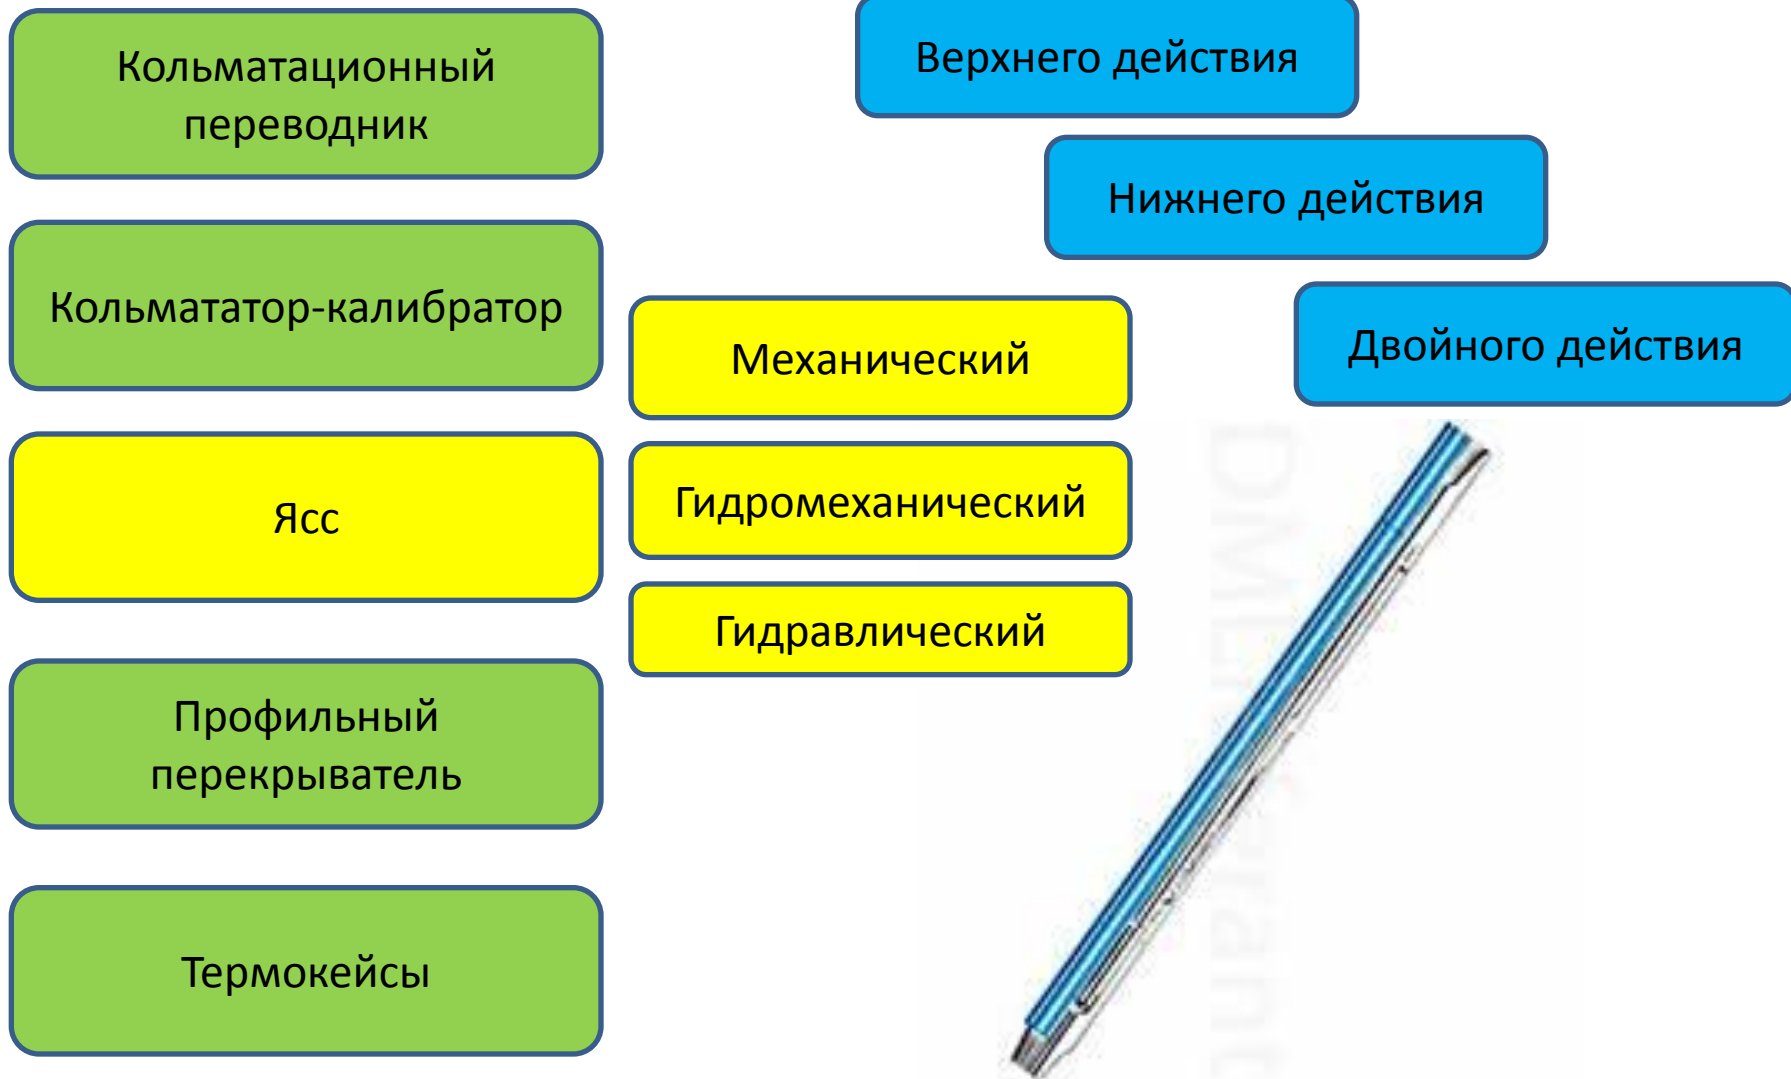 Кольматационный
переводник
Кольмататор-калибратор
Ясс
Профильный
перекрыватель
Термокейсы
Механический
Гидромеханический
Гидравлический
Верхнего действия
Нижнего действия
Двойного действия